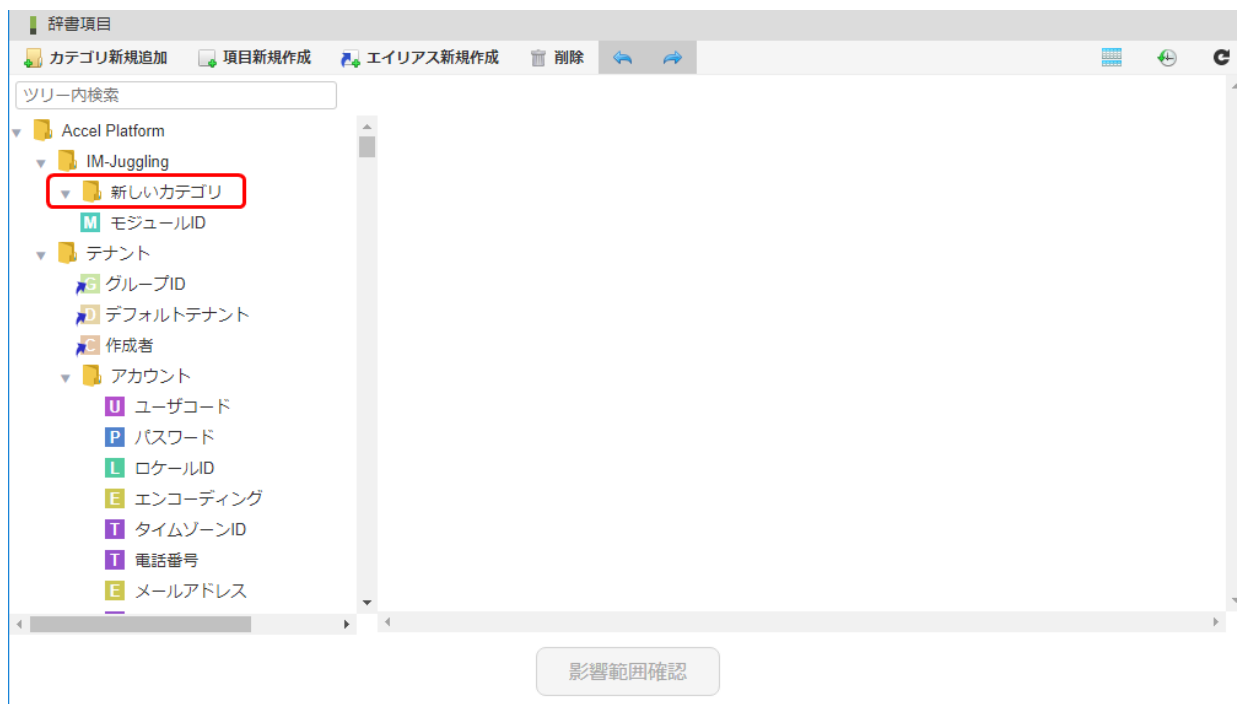 辞書項目
カテゴリ新規追加 項目新規作成 エイリアス新規作成 削除
ツリー内検索
Accel Platform
IM-Juggling
新しいカテゴリ
M モジュールID
テナント
G グループID
D デフォルトテナント
C 作成者
アカウント
U ユーザコード
P パスワード
L ロケールID
E エンコーディング
T タイムゾーンID
T 電話番号
E メールアドレス
影響範囲確認